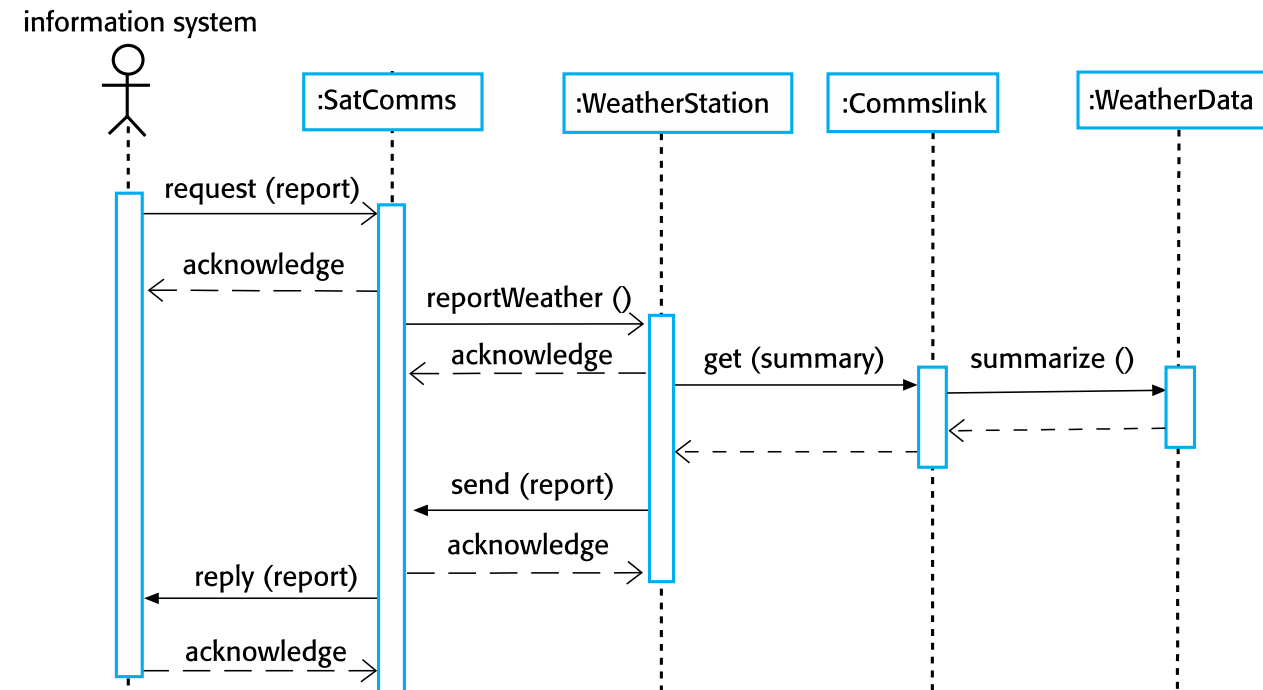 information system
:SatComms
:WeatherStation
:Commslink
:WeatherData
request (report)
acknowledge
reportWeather ()
acknowledge
get (summary)
summarize ()
send (report)
acknowledge
reply (report)
acknowledge